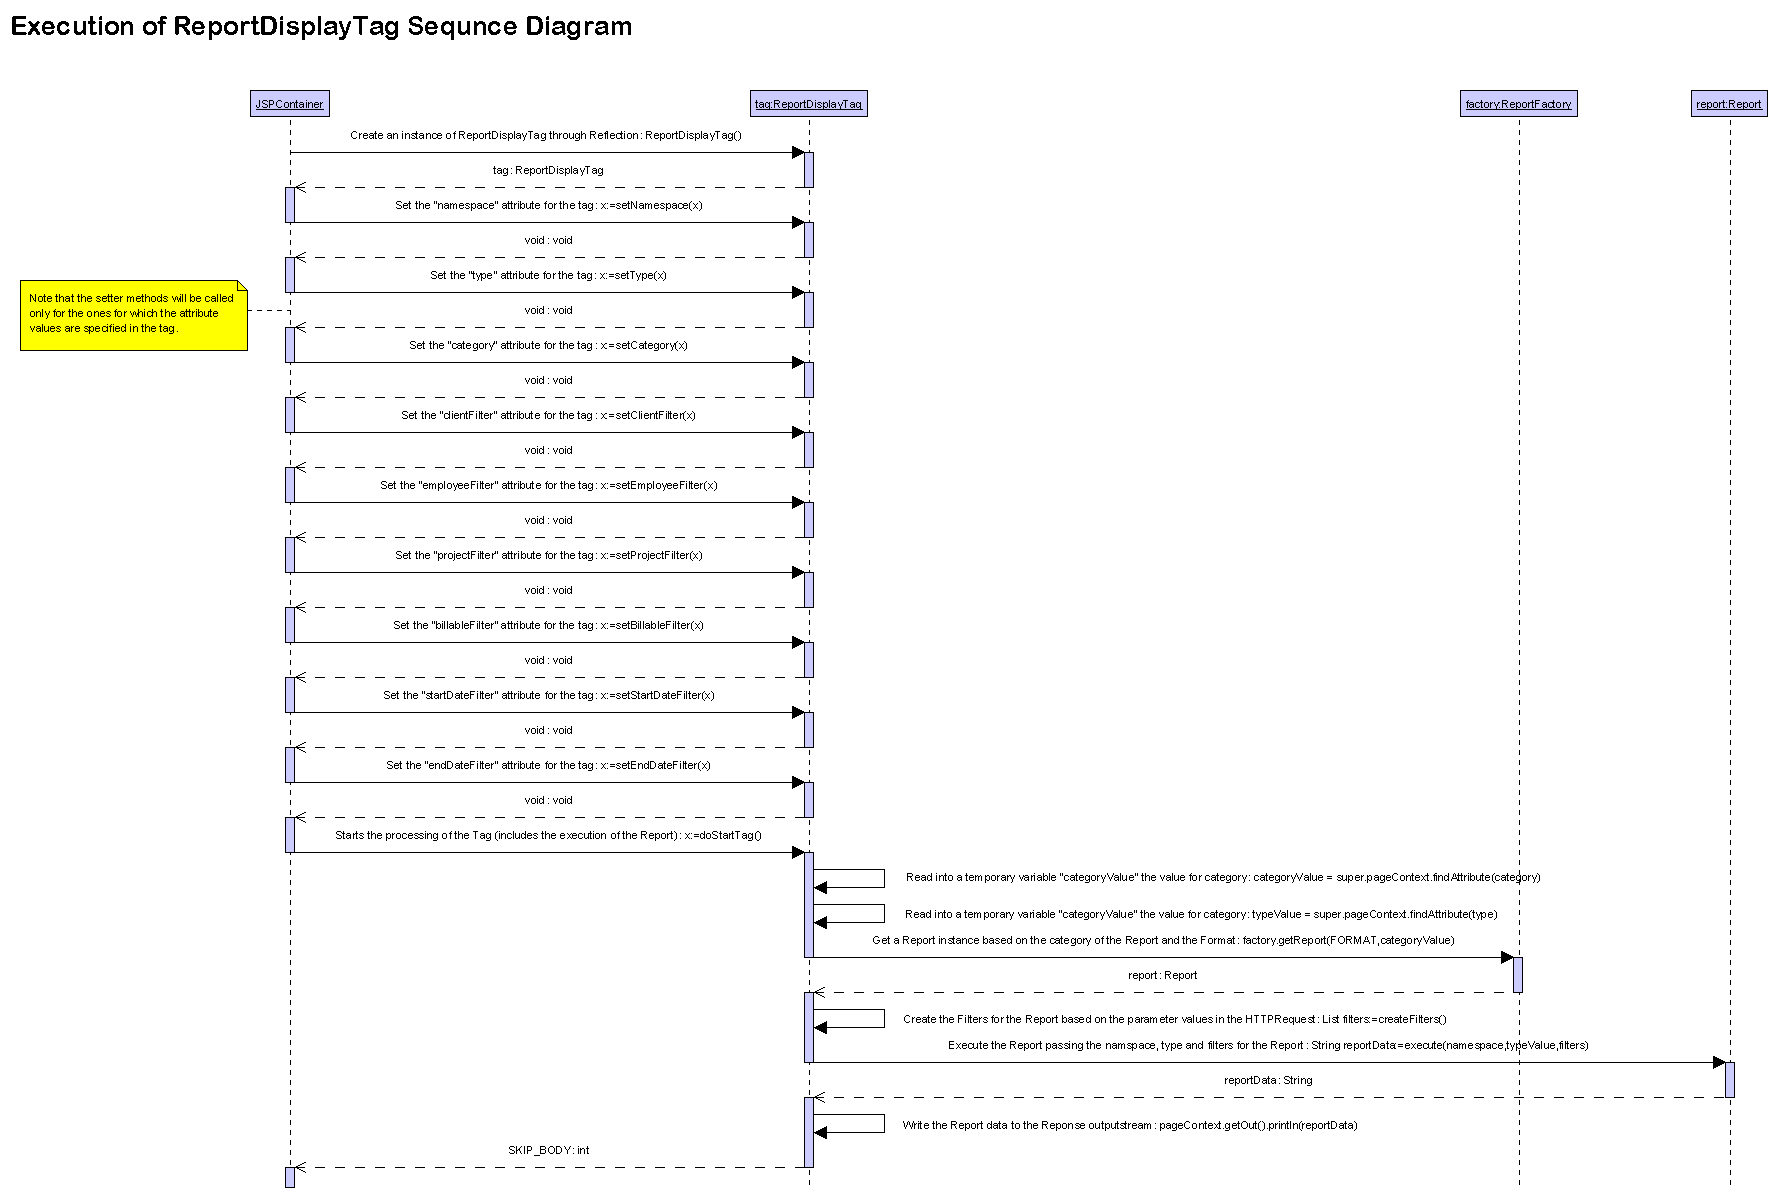 Execution of ReportDisplayTag Sequnce Diagram
JSPContainer
tag:ReportDisplayTag
factory:ReportFactory
report:Report
Create an instance of ReportDisplayTag through Reflection : ReportDisplayTag()
tag : ReportDisplayTag
Set the "namespace" attribute for the tag : x:=setNamespace(x)
void : void
Set the "type" attribute for the tag : x:=setType(x)
Note that the setter methods will be called
only for the ones for which the attribute
values are specified in the tag.
void : void
Set the "category" attribute for the tag : x:=setCategory(x)
void : void
Set the "clientFilter" attribute for the tag : x:=setClientFilter(x)
void : void
Set the "employeeFilter" attribute for the tag : x:=setEmployeeFilter(x)
void : void
Set the "projectFilter" attribute for the tag : x:=setProjectFilter(x)
void : void
Set the "billableFilter" attribute for the tag : x:=setBillableFilter(x)
void : void
Set the "startDateFilter" attribute for the tag : x:=setStartDateFilter(x)
void : void
Set the "endDateFilter" attribute for the tag : x:=setEndDateFilter(x)
void : void
Starts the processing of the Tag (includes the execution of the Report) : x:=doStartTag()
Read into a temporary variable "categoryValue" the value for category: categoryValue = super.pageContext.findAttribute(category)
Read into a temporary variable "categoryValue" the value for category: typeValue = super.pageContext.findAttribute(type)
Get a Report instance based on the category of the Report and the Format : factory.getReport(FORMAT,categoryValue)
report : Report
Create the Filters for the Report based on the parameter values in the HTTPRequest : List filters:=createFilters()
Execute the Report passing the namspace, type and filters for the Report : String reportData:=execute(namespace,typeValue,filters)
reportData : String
Write the Report data to the Reponse outputstream : pageContext.getOut().println(reportData)
SKIP_BODY : int